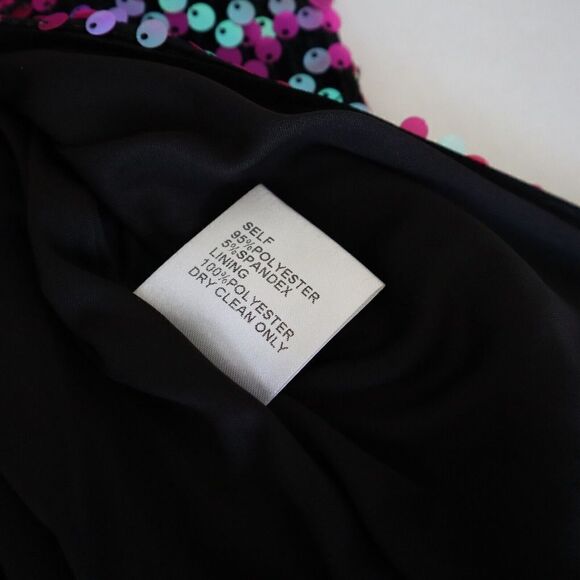 SELF
95%POLYESTER
5%SPANDEX
LINING
100%POLYESTER
DRY CLEAN ONLY